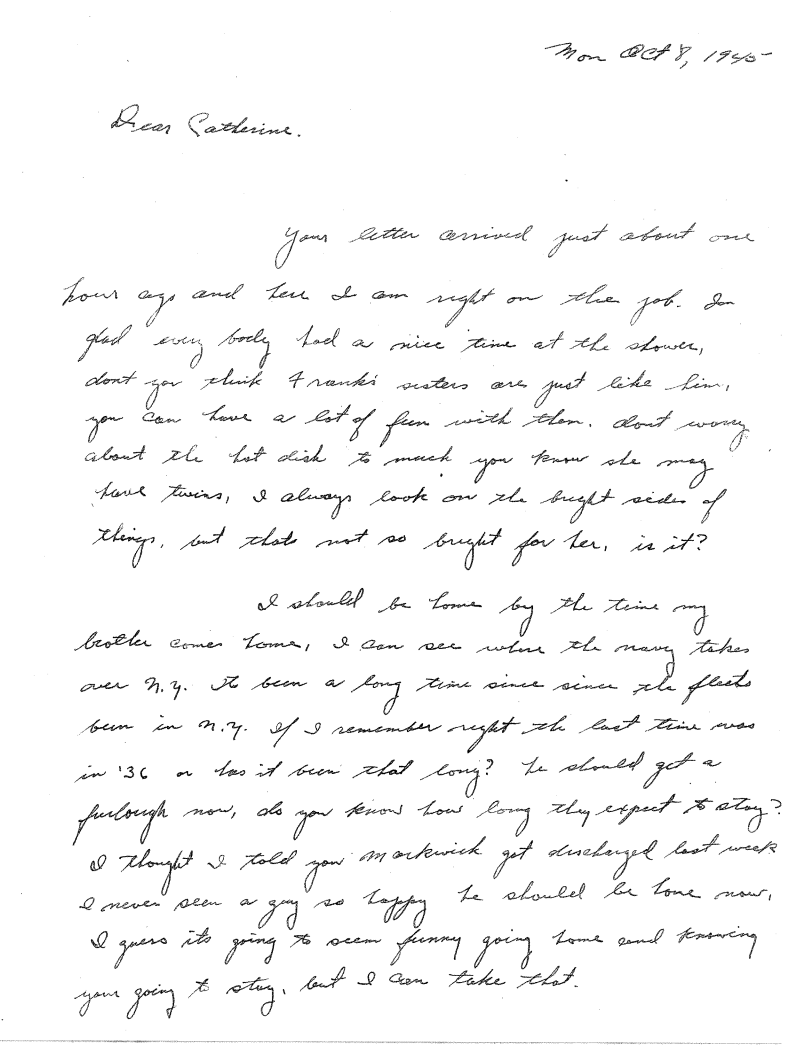 Mon Oct 8, 1945
Dear Catherine.
Your letter arrived just about one
hour ago and here I am right on the job. Im
glad every body had a nice time at the shower,
dont you think Franks sisters are just like him,
you can have a lot of fun with them. dont worry
about the hot dish to much you know she may
have twins, I always look on the bright sides of
things, but thats not so bright for her, is it?
I should be home by the time my
brother comes home, I can see where the navy takes
over N.Y. It been a long time since since the fleets
been in N.Y. If I remember right the last time was
in '36 or has it been that long? he should get a
furlough now, do you know how long they expect to stay?
I thought I told you Markwick got discharged last week
I never seen a guy so happy he should be home now,
I guess its going to seem funny going home and knowing
your going to stay, but I can take that.